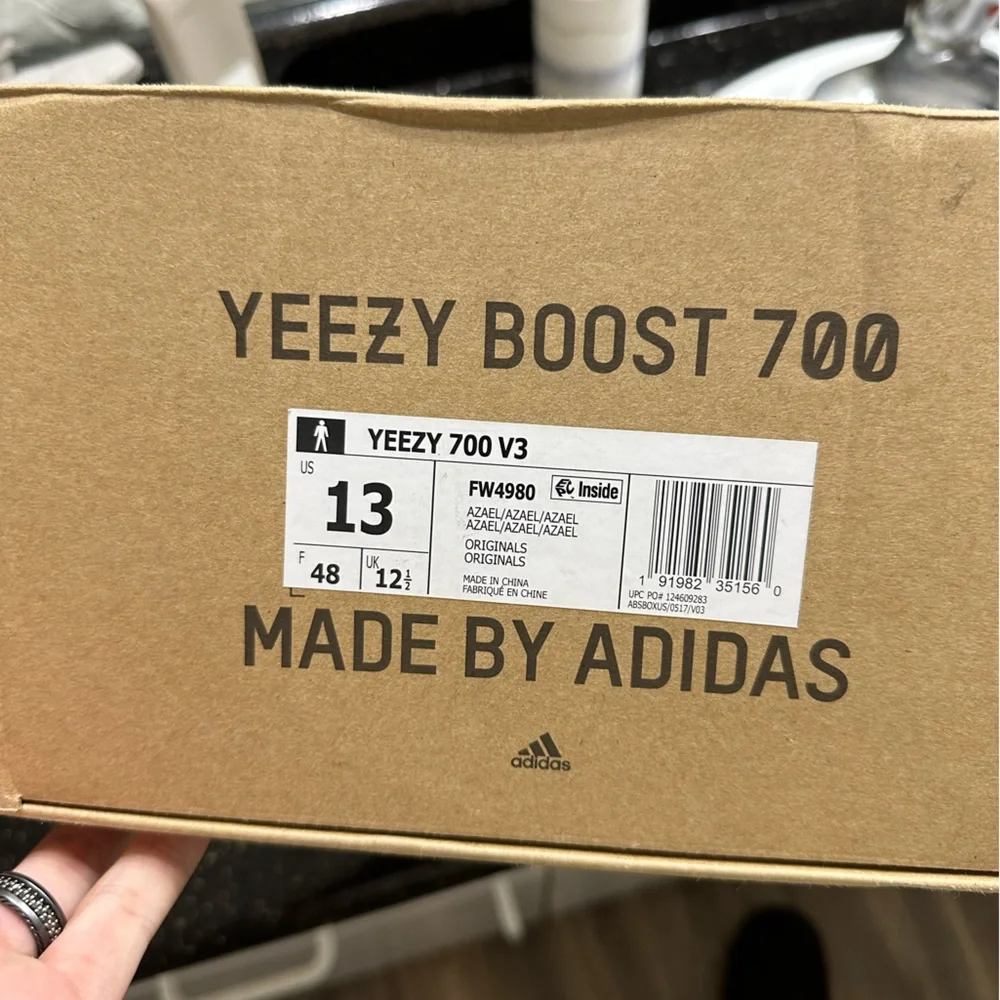 YEEZY BOOST 700
YEEZY 700 V3
US
13
F
48
UK
12½
FW4980
Inside
AZAEL/AZAEL/AZAEL
AZAEL/AZAEL/AZAEL
ORIGINALS
ORIGINALS
MADE IN CHINA
FABRIQUÉ EN CHINE
1 91982 35156 0
UPC PO# 124609283
ABSBOXUS/0517/V03
MADE BY ADIDAS
adidas